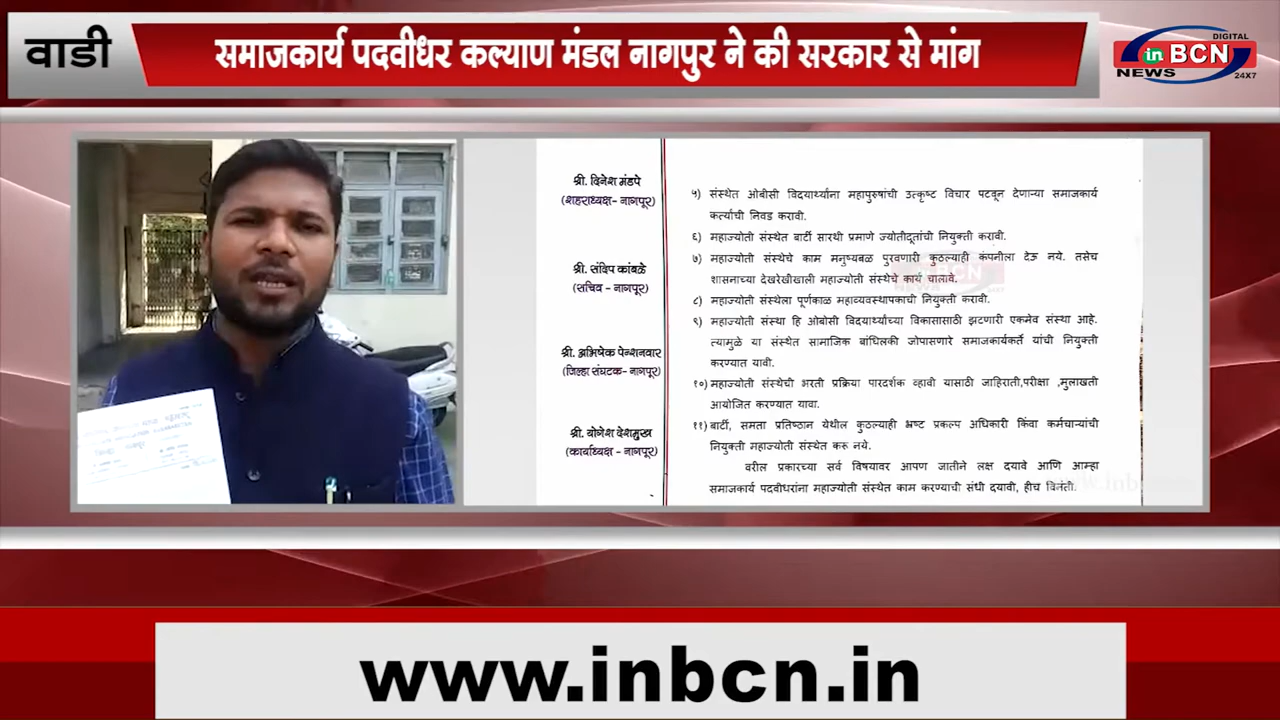 वाडी
समाजकार्य पदवीधर कल्याण मंडल नागपुर ने की सरकार से मांग
DIGITAL
in BCN
NEWS
24X7
श्री. दिनेश मंडपे
(शहराध्यक्ष- नागपूर)
श्री. संदिप कांबळे
(सचिव - नागपूर)
श्री. अभिषेक पेन्शनवार
(जिल्हा संघटक- नागपूर)
श्री. योगेश देशमुख
(कार्याध्यक्ष - नागपूर)
५) संस्थेत ओबीसी विदयार्थ्यांना महापुरुषांची उत्कृष्ट विचार पटवून देणाऱ्या समाजकार्य
कर्त्याची निवड करावी.
६) महाज्योती संस्थेत बार्टी सारथी प्रमाणे ज्योतीदूतांची नियुक्ती करावी.
७) महाज्योती संस्थेचे काम मनुष्यबळ पुरवणारी कुठल्याही कंपनीला देऊ नये. तसेच
शासनाच्या देखरेखीखाली महाज्योती संस्थेचे कार्य चालावे.
८) महाज्योती संस्थेला पूर्णकाळ महाव्यवस्थापकाची नियुक्ती करावी.
९) महाज्योती संस्था हि ओबीसी विदयार्थ्यांच्या विकासासाठी झटणारी एकमेव संस्था आहे.
त्यामुळे या संस्थेत सामाजिक बांधिलकी जोपासणारे समाजकार्यकर्ते यांची नियुक्ती
करण्यात यावी.
१०) महाज्योती संस्थेची भरती प्रक्रिया पारदर्शक व्हावी यासाठी जाहिराती,परीक्षा ,मुलाखती
आयोजित करण्यात यावा.
११) बार्टी, समता प्रतिष्ठान येथील कुठल्याही भ्रष्ट प्रकल्प अधिकारी किंवा कर्मचाऱ्यांची
नियुक्ती महाज्योती संस्थेत करू नये.
वरील प्रकारच्या सर्व विषयावर आपण जातीने लक्ष दयावे आणि आम्हा
समाजकार्य पदवीधरांना महाज्योती संस्थेत काम करण्याची संधी दयावी, हीच विनंती.
www.inbcn.in